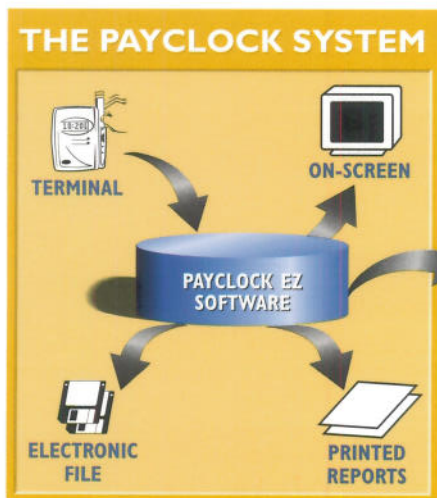 THE PAYCLOCK SYSTEM
TERMINAL
ON-SCREEN
PAYCLOCK EZ
SOFTWARE
ELECTRONIC
FILE
PRINTED
REPORTS